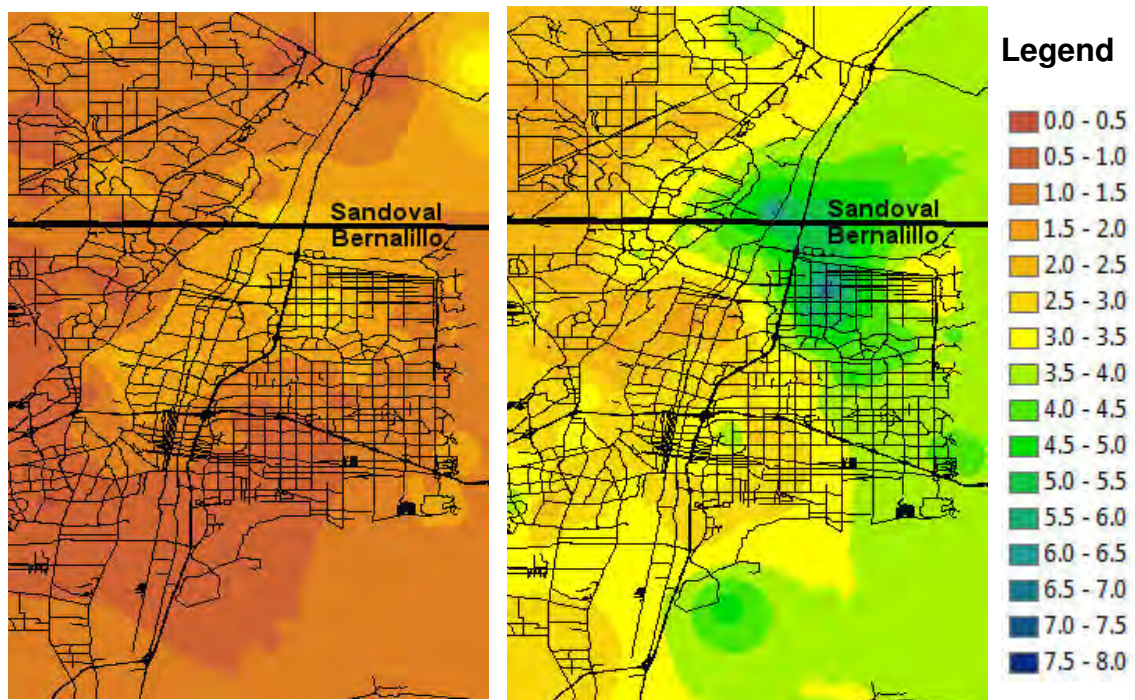 Sandoval
Bernalillo
Sandoval
Bernalillo
Legend
0.0 - 0.5
0.5 - 1.0
1.0 - 1.5
1.5 - 2.0
2.0 - 2.5
2.5 - 3.0
3.0 - 3.5
3.5 - 4.0
4.0 - 4.5
4.5 - 5.0
5.0 - 5.5
5.5 - 6.0
6.0 - 6.5
6.5 - 7.0
7.0 - 7.5
7.5 - 8.0